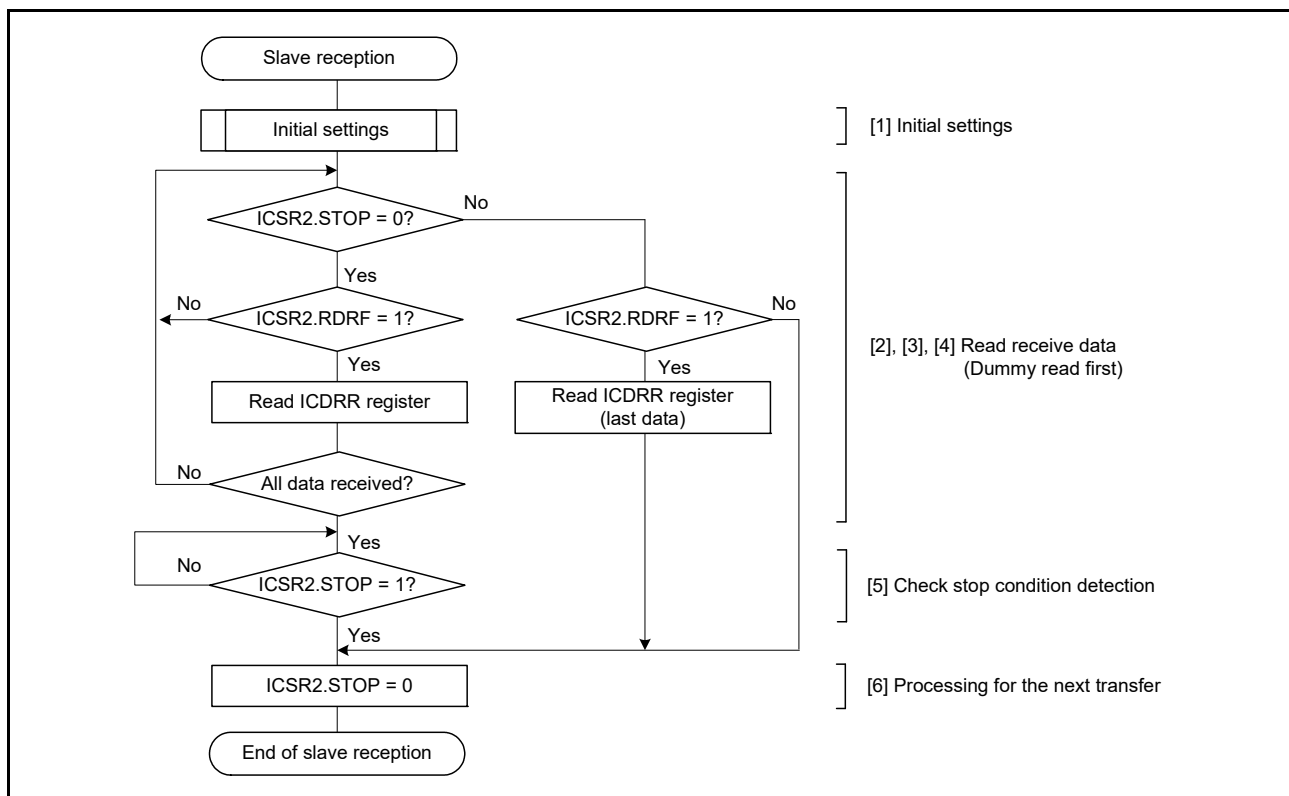 Slave reception
Initial settings
[1] Initial settings
ICSR2.STOP = 0?
No
Yes
No
ICSR2.RDRF = 1?
ICSR2.RDRF = 1?
No
[2], [3], [4] Read receive data
(Dummy read first)
Yes
Yes
Read ICDRR register
Read ICDRR register
(last data)
No
All data received?
Yes
No
ICSR2.STOP = 1?
[5] Check stop condition detection
Yes
ICSR2.STOP = 0
[6] Processing for the next transfer
End of slave reception